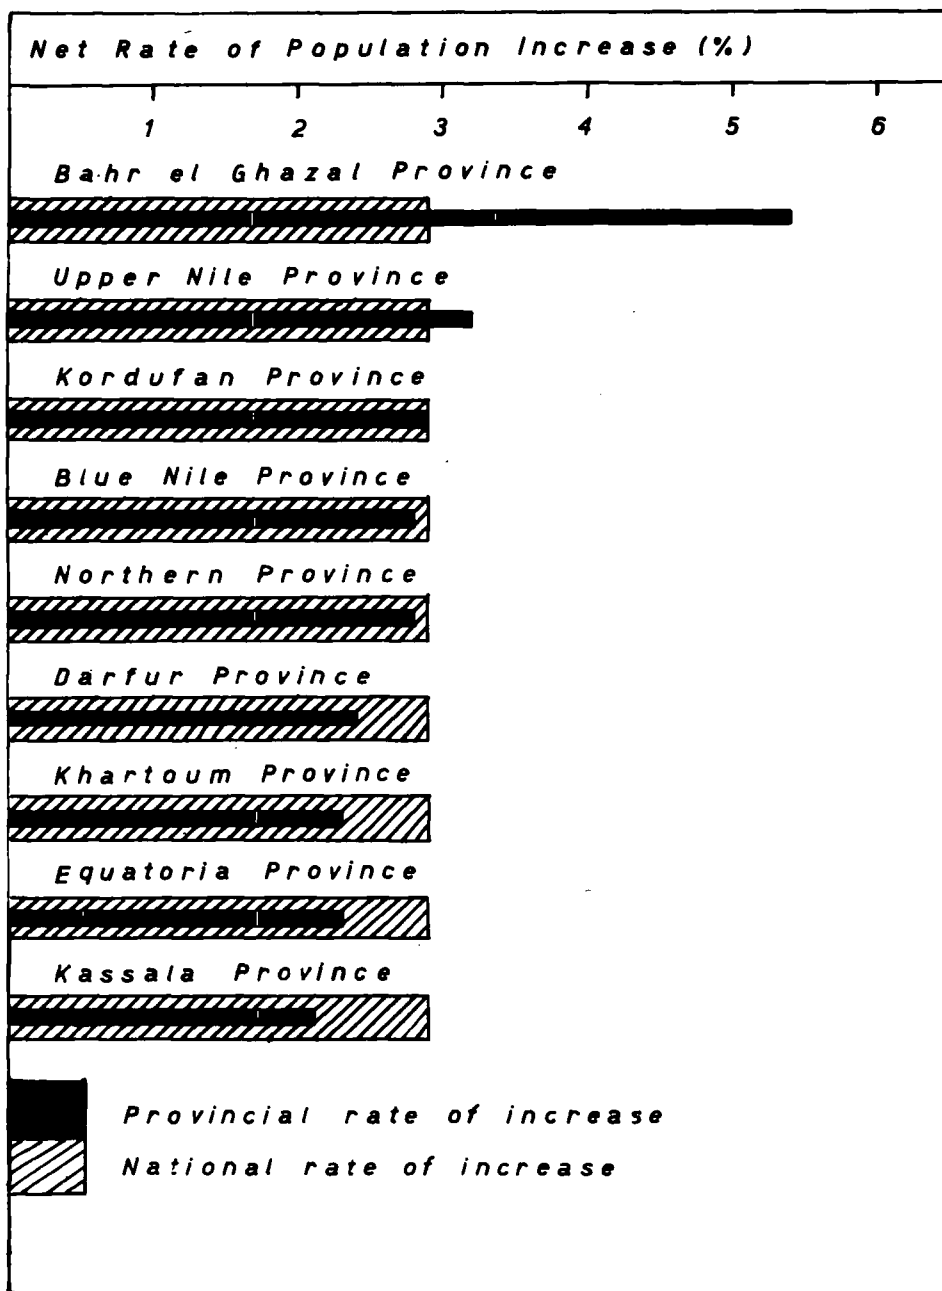 Net Rate of Population Increase (%)
1 2 3 4 5 6
Bahr el Ghazal Province
Upper Nile Province
Kordufan Province
Blue Nile Province
Northern Province
Darfur Province
Khartoum Province
Equatoria Province
Kassala Province
Provincial rate of increase
National rate of increase